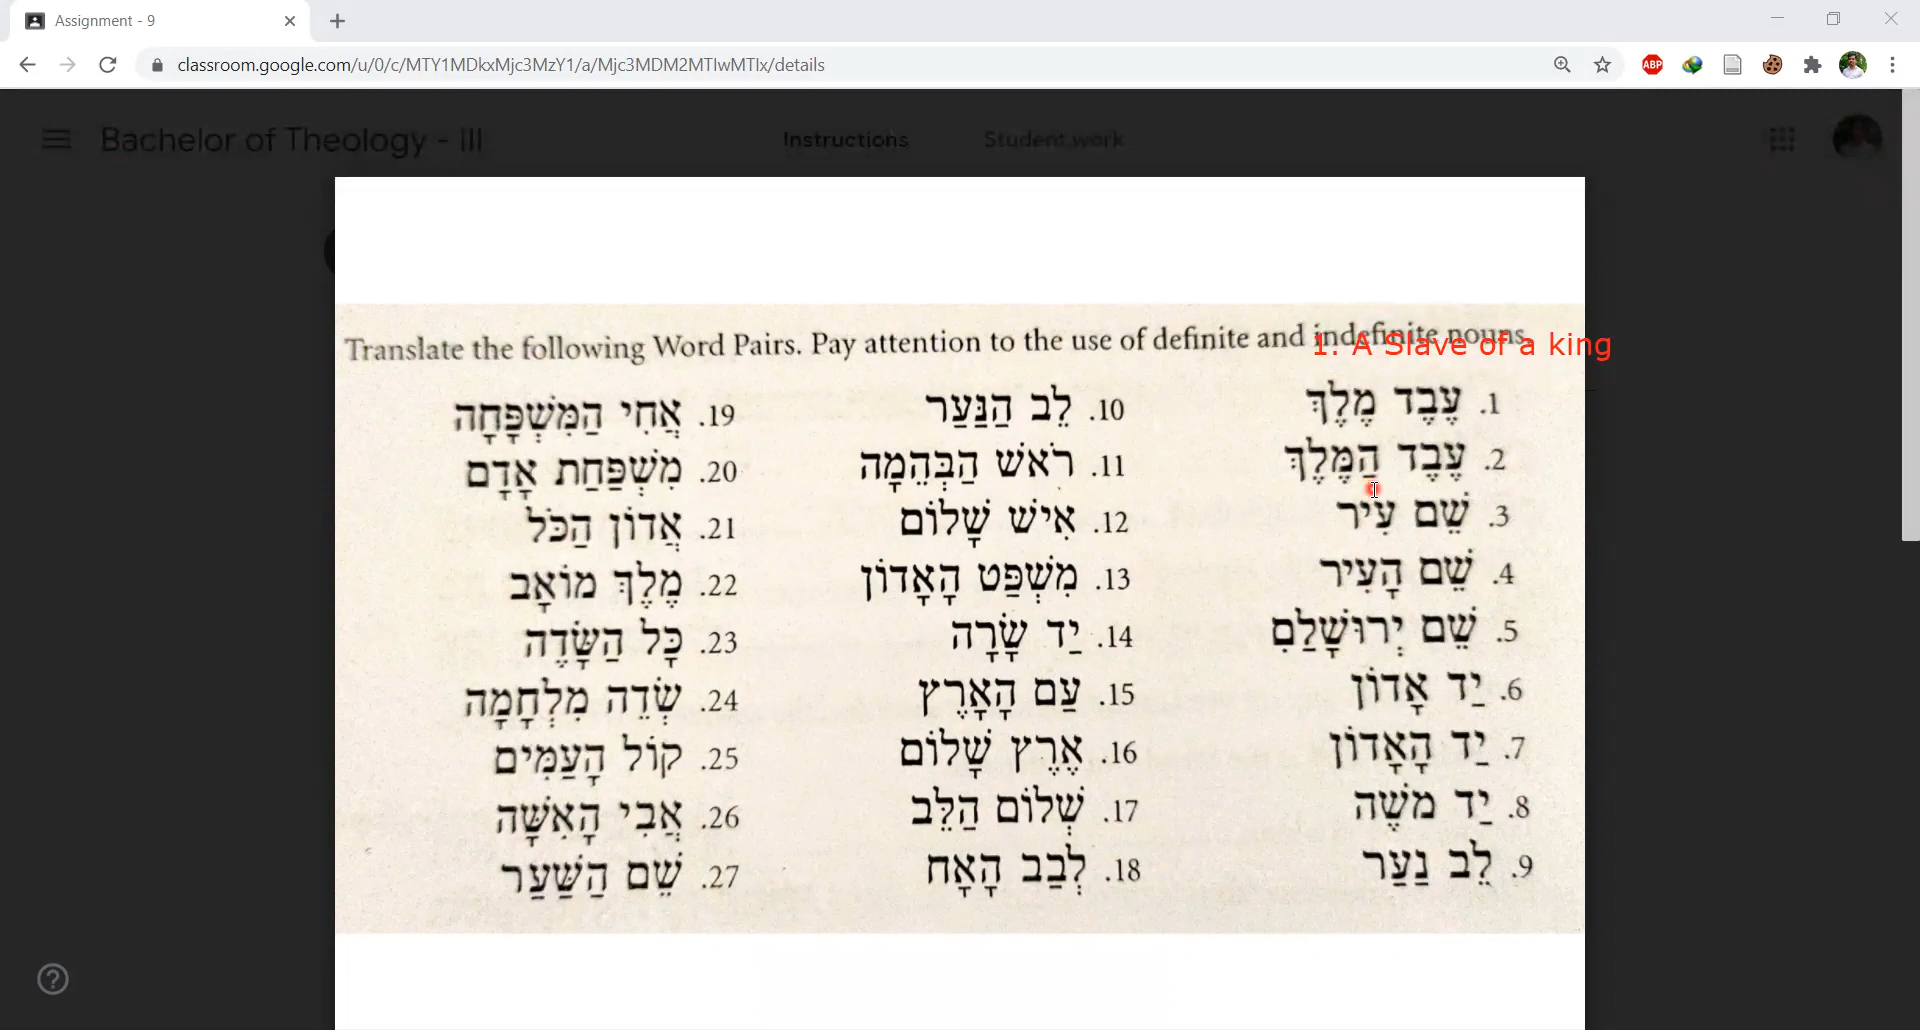 Assignment - 9
classroom.google.com/u/0/c/MTY1MDkxMjc3MzY1/a/Mjc3MDM2MTIwMTIx/details
ABP
Bachelor of Theology - III
Instructions
Student work
Translate the following Word Pairs. Pay attention to the use of definite and indefinite nouns.
1. A Slave of a king
1. עֶבֶד מֶלֶךְ
2. עֶבֶד הַמֶּלֶךְ
3. שֵׁם עִיר
4. שֵׁם הָעִיר
5. שֵׁם יְרוּשָׁלַםִ
6. יַד אָדוֹן
7. יַד הָאָדוֹן
8. יַד מֹשֶׁה
9. לֵב נַעַר
10. לֵב הַנַּעַר
11. רֹאשׁ הַבְּהֵמָה
12. אִישׁ שָׁלוֹם
13. מִשְׁפַּט הָאָדוֹן
14. יַד שָׂרָה
15. עַם הָאָרֶץ
16. אֶרֶץ שָׁלוֹם
17. שְׁלוֹם הַלֵּב
18. לְבַב הָאָח
19. אֲחִי הַמִּשְׁפָּחָה
20. מִשְׁפַּחַת אָדָם
21. אֲדוֹן הַכֹּל
22. מֶלֶךְ מוֹאָב
23. כָּל הַשָּׂדֶה
24. שְׂדֵה מִלְחָמָה
25. קוֹל הָעַמִּים
26. אֲבִי הָאִשָּׁה
27. שֵׁם הַשַּׁעַר